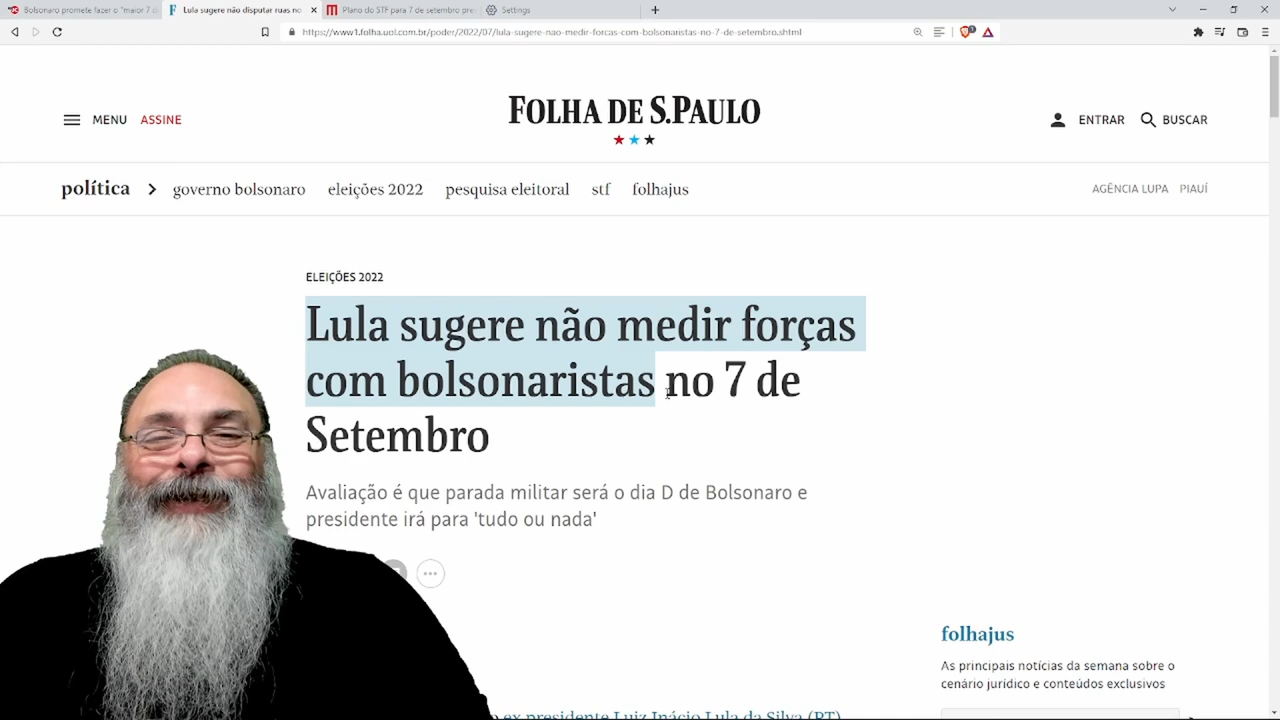 Bolsonaro promete fazer o "maior 7 d
Lula sugere não disputar ruas no
Plano do STF para 7 de setembro pre
Settings
https://www1.folha.uol.com.br/poder/2022/07/lula-sugere-nao-medir-forcas-com-bolsonaristas-no-7-de-setembro.shtml
MENU
ASSINE
FOLHA DE S.PAULO
ENTRAR
BUSCAR
política
governo bolsonaro
eleições 2022
pesquisa eleitoral
stf
folhajus
AGÊNCIA LUPA
PIAUÍ
ELEIÇÕES 2022
Lula sugere não medir forças
com bolsonaristas no 7 de
Setembro
Avaliação é que parada militar será o dia D de Bolsonaro e
presidente irá para 'tudo ou nada'
folhajus
As principais notícias da semana sobre o
cenário jurídico e conteúdos exclusivos
o ex-presidente Luiz Inácio Lula da Silva (PT)